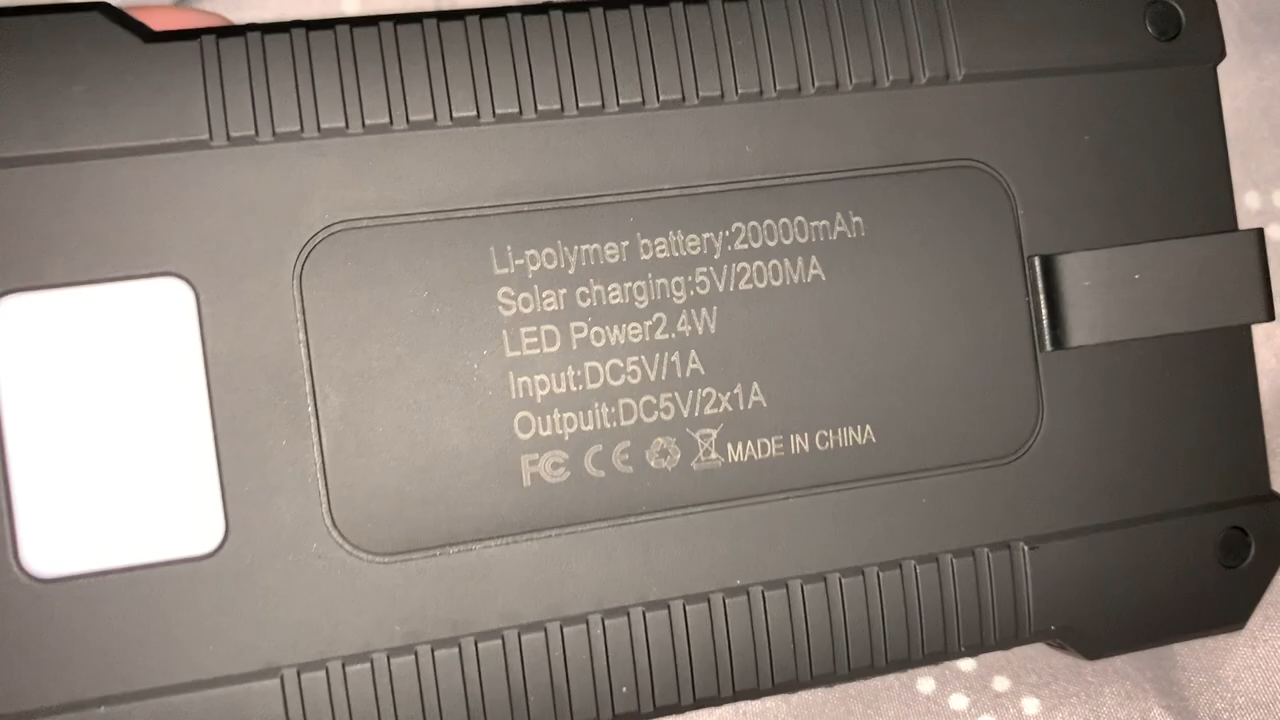 Li-polymer battery:20000mAh
Solar charging:5V/200MA
LED Power2.4W
Input:DC5V/1A
Outpuit:DC5V/2x1A
FC CE MADE IN CHINA